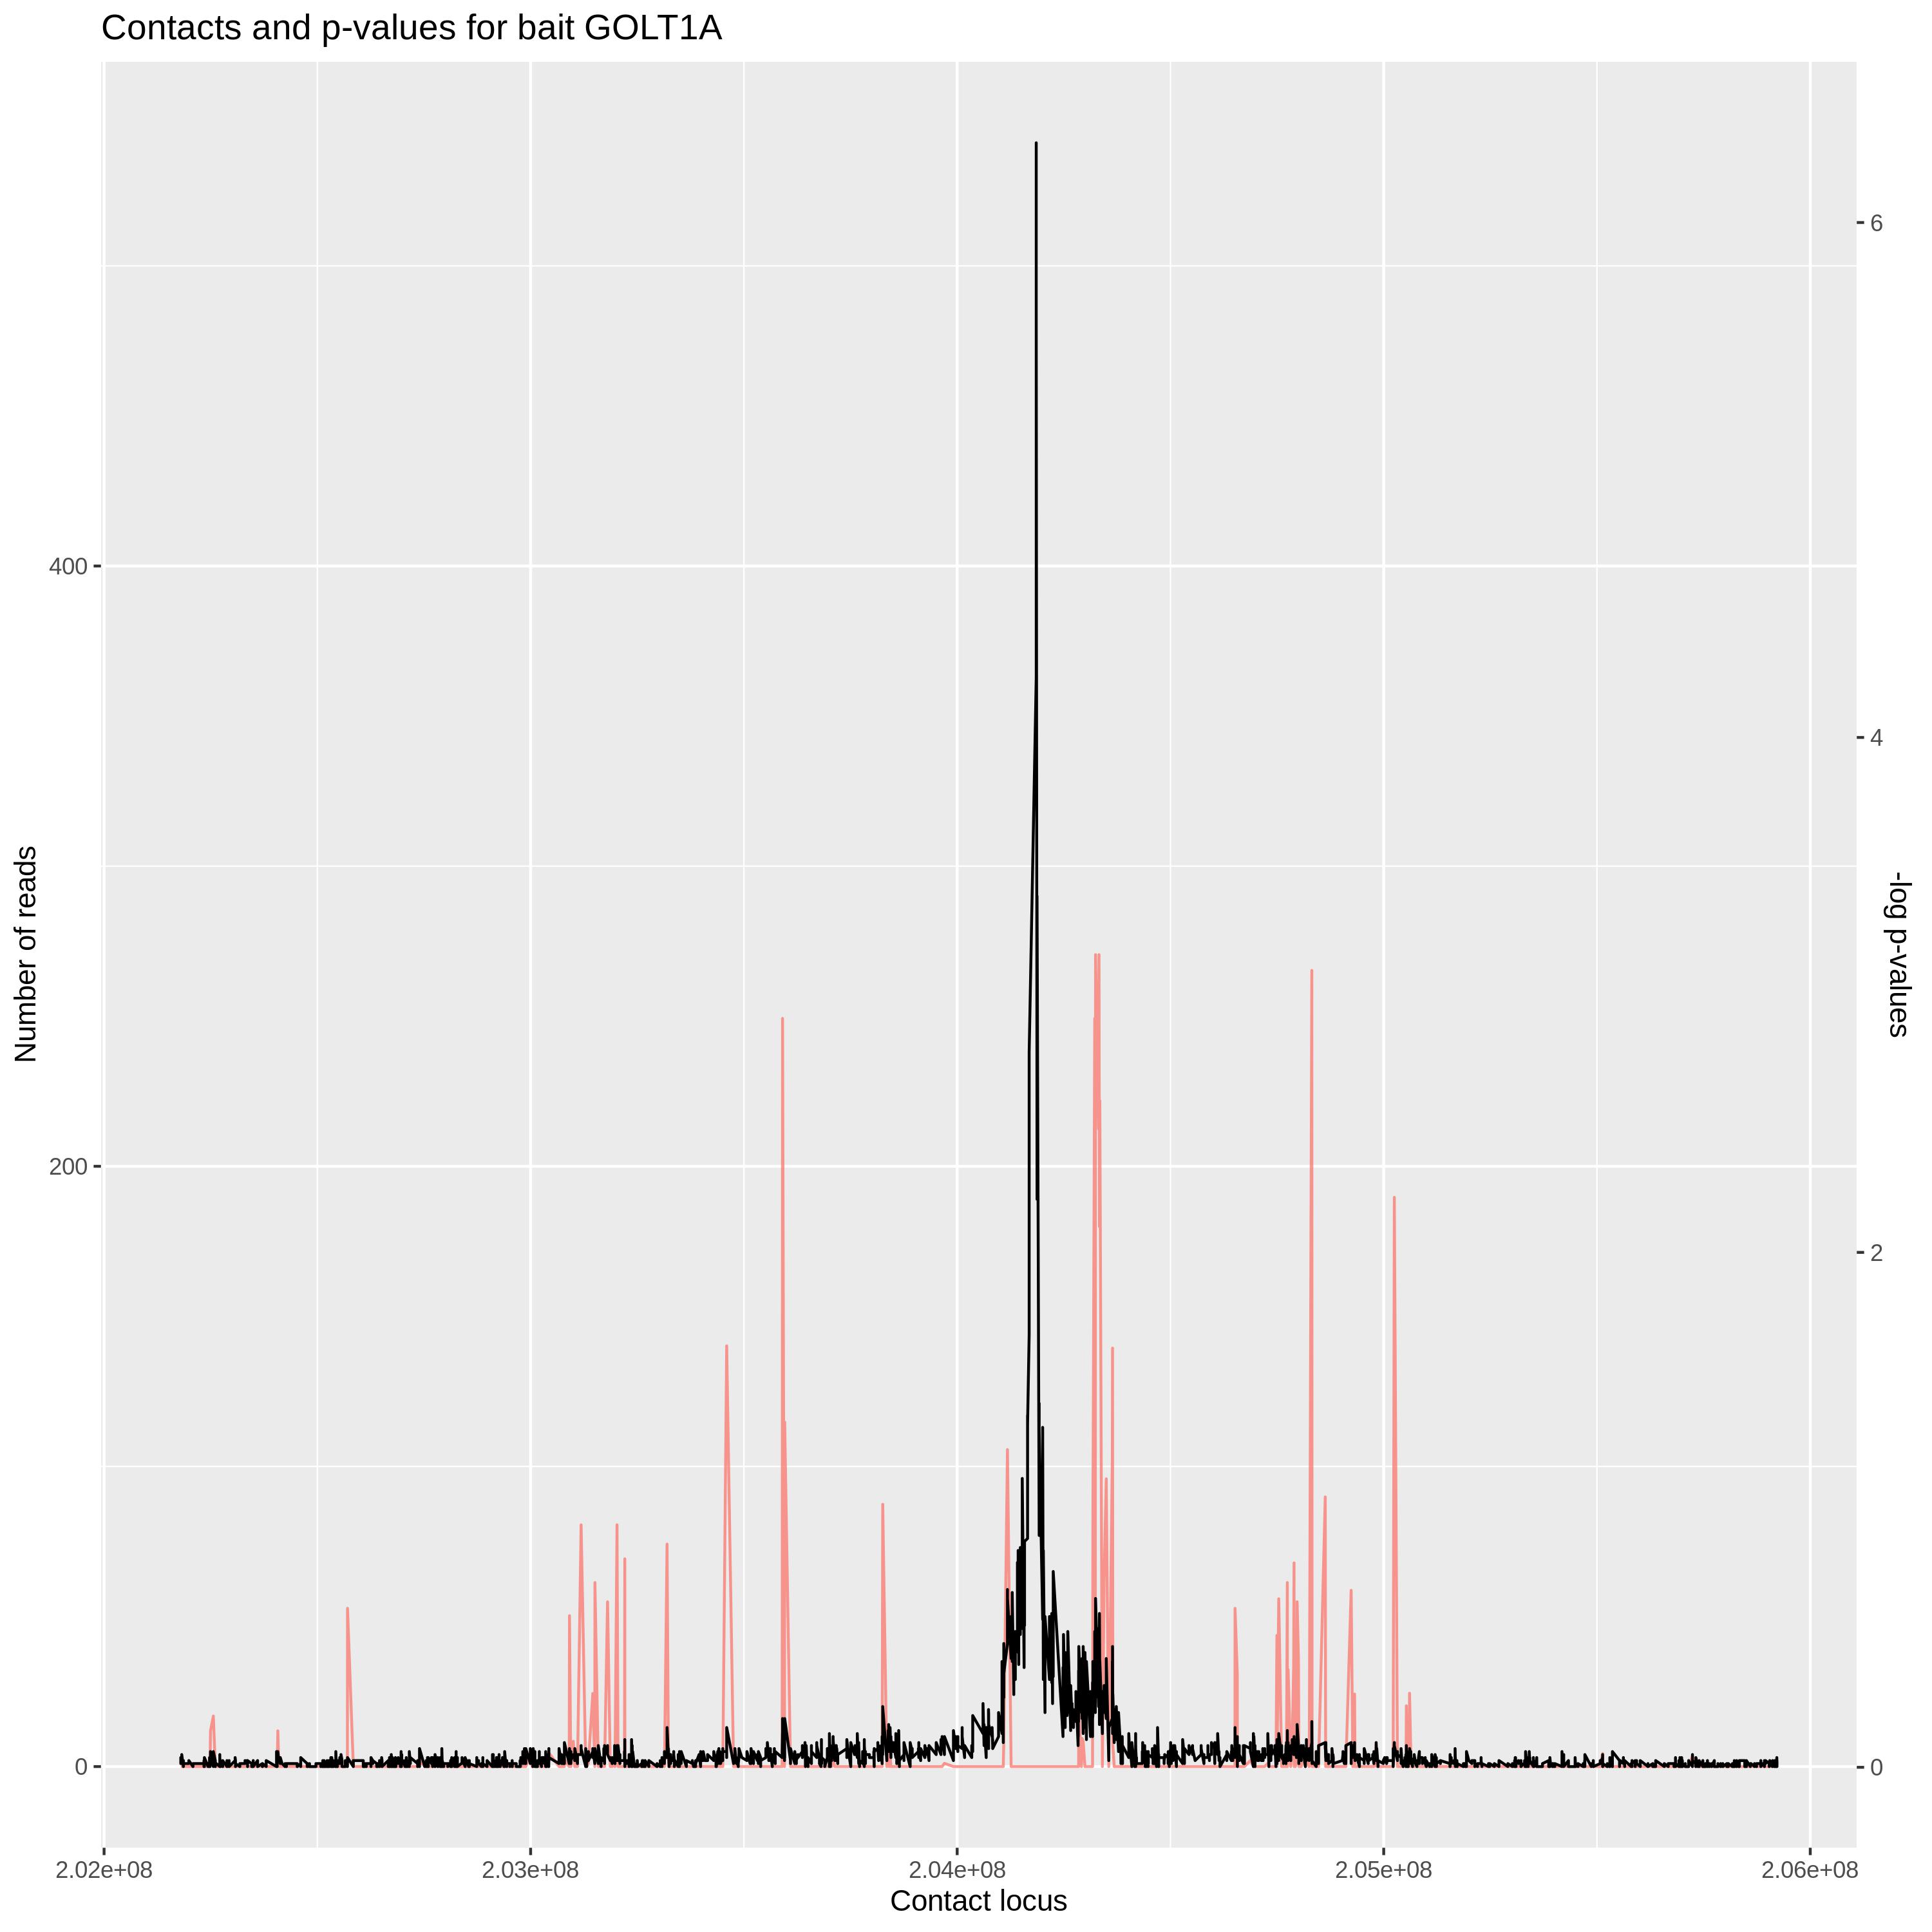 Contacts and p-values for bait GOLT1A
6
400
4
Number of reads
-log p-values
200
2
0
0
2.02e+08
2.03e+08
2.04e+08
2.05e+08
2.06e+08
Contact locus